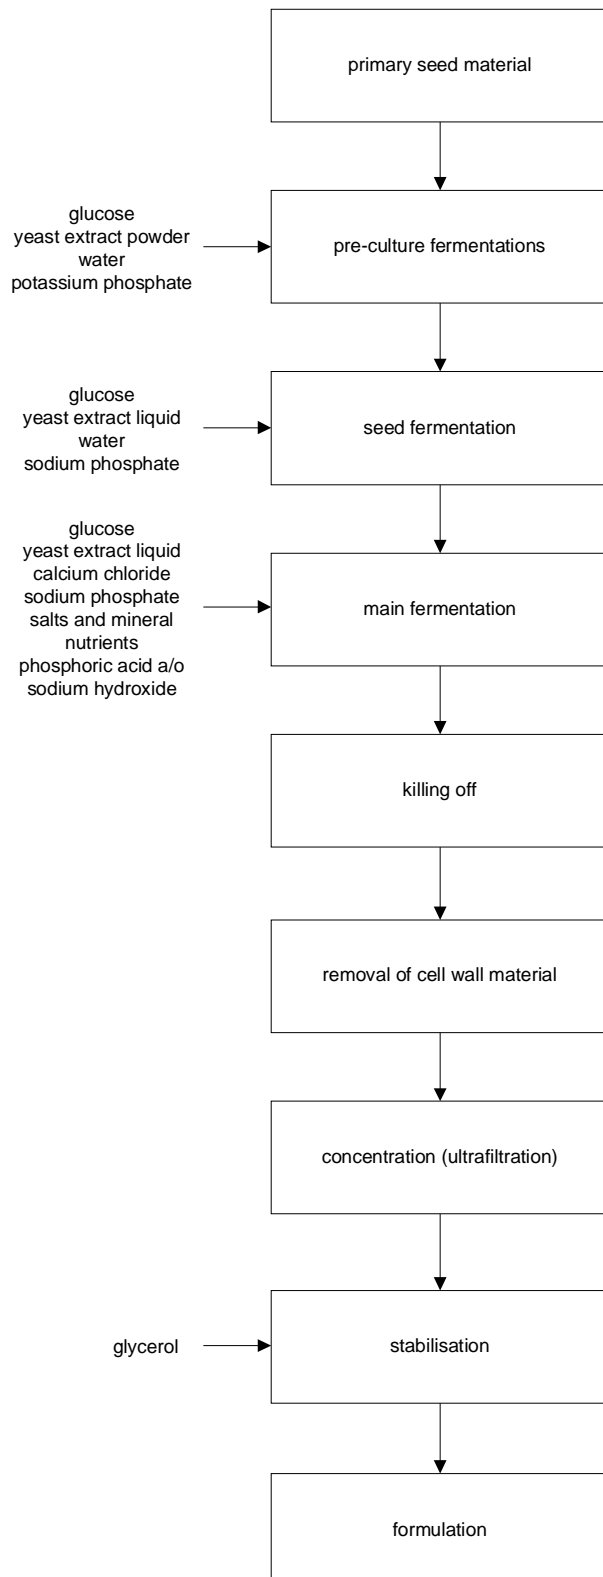 primary seed material
glucose
yeast extract powder
water
potassium phosphate
pre-culture fermentations
glucose
yeast extract liquid
water
sodium phosphate
seed fermentation
glucose
yeast extract liquid
calcium chloride
sodium phosphate
salts and mineral
nutrients
phosphoric acid a/o
sodium hydroxide
main fermentation
killing off
removal of cell wall material
concentration (ultrafiltration)
glycerol
stabilisation
formulation